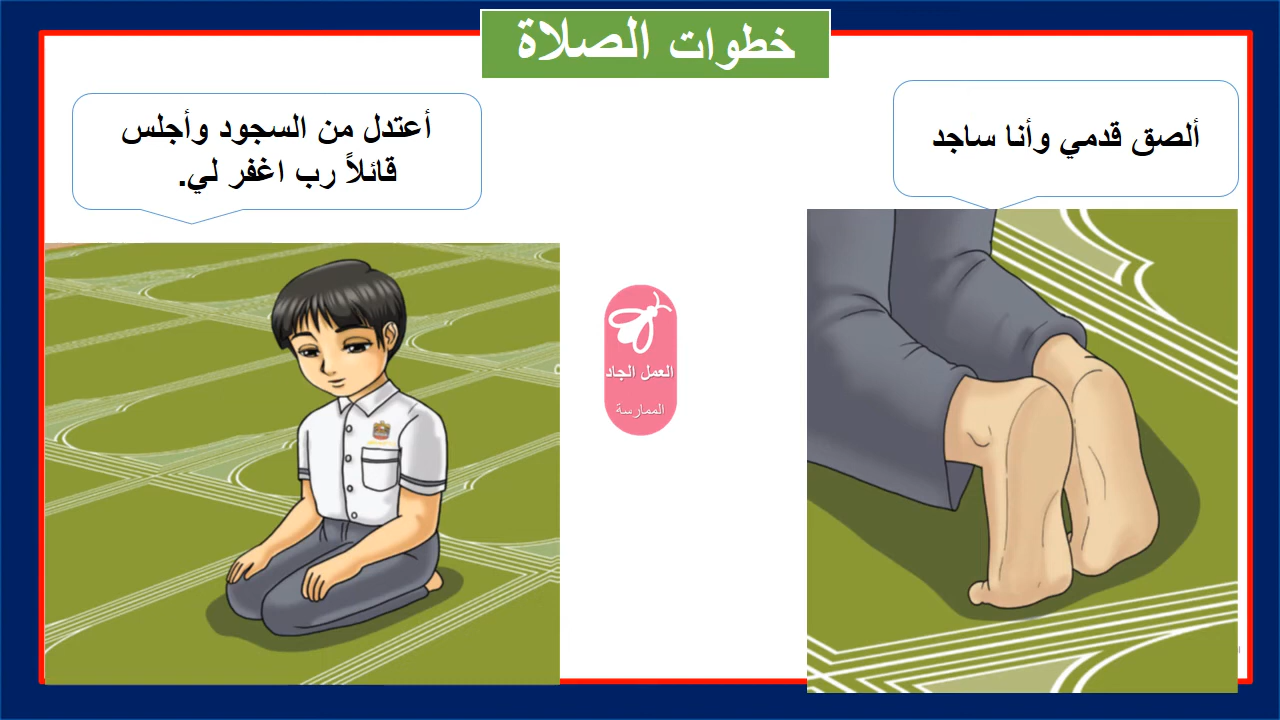 خطوات الصلاة
ألصق قدمي وأنا ساجد
أعتدل من السجود وأجلس
قائلاً رب اغفر لي.
العمل الجاد
الممارسة